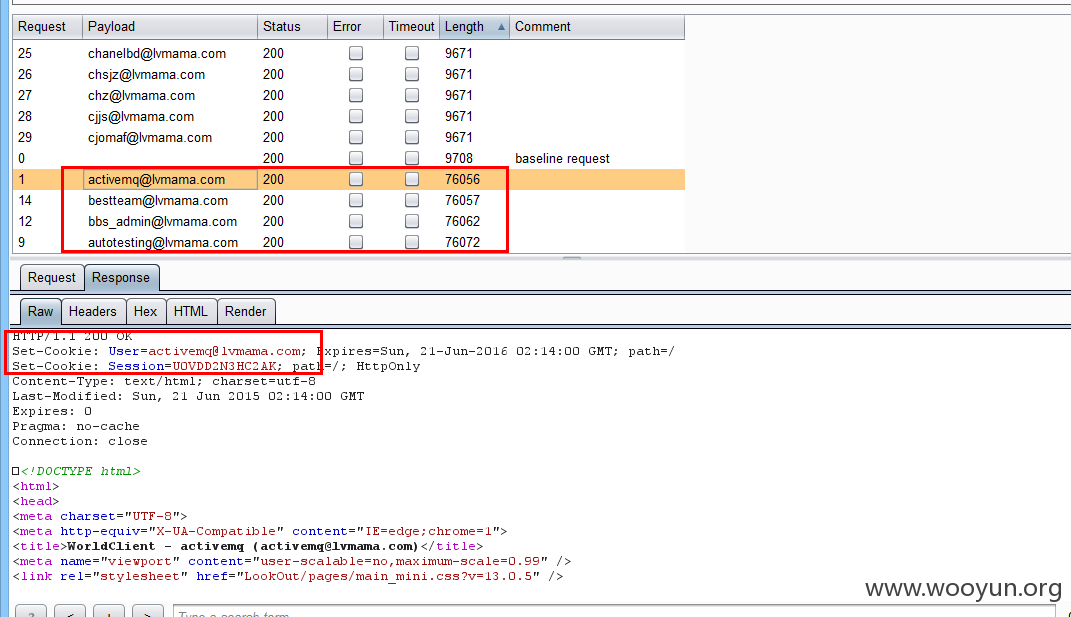 Request Payload Status Error Timeout Length Comment
25 chanelbd@lvmama.com 200 9671
26 chsjz@lvmama.com 200 9671
27 chz@lvmama.com 200 9671
28 cjjs@lvmama.com 200 9671
29 cjomaf@lvmama.com 200 9671
0 200 9708 baseline request
1 activemq@lvmama.com 200 76056
14 bestteam@lvmama.com 200 76057
12 bbs_admin@lvmama.com 200 76062
9 autotesting@lvmama.com 200 76072
Request Response
Raw Headers Hex HTML Render
HTTP/1.1 200 OK
Set-Cookie: User=activemq@lvmama.com; Expires=Sun, 21-Jun-2016 02:14:00 GMT; path=/
Set-Cookie: Session=UOVDD2N3HC2AK; path=/; HttpOnly
Content-Type: text/html; charset=utf-8
Last-Modified: Sun, 21 Jun 2015 02:14:00 GMT
Expires: 0
Pragma: no-cache
Connection: close
<!DOCTYPE html>
<html>
<head>
<meta charset="UTF-8">
<meta http-equiv="X-UA-Compatible" content="IE=edge;chrome=1">
<title>WorldClient - activemq (activemq@lvmama.com)</title>
<meta name="viewport" content="user-scalable=no,maximum-scale=0.99" />
<link rel="stylesheet" href="LookOut/pages/main_mini.css?v=13.0.5" />
www.wooyun.org
? < + > Type a search term